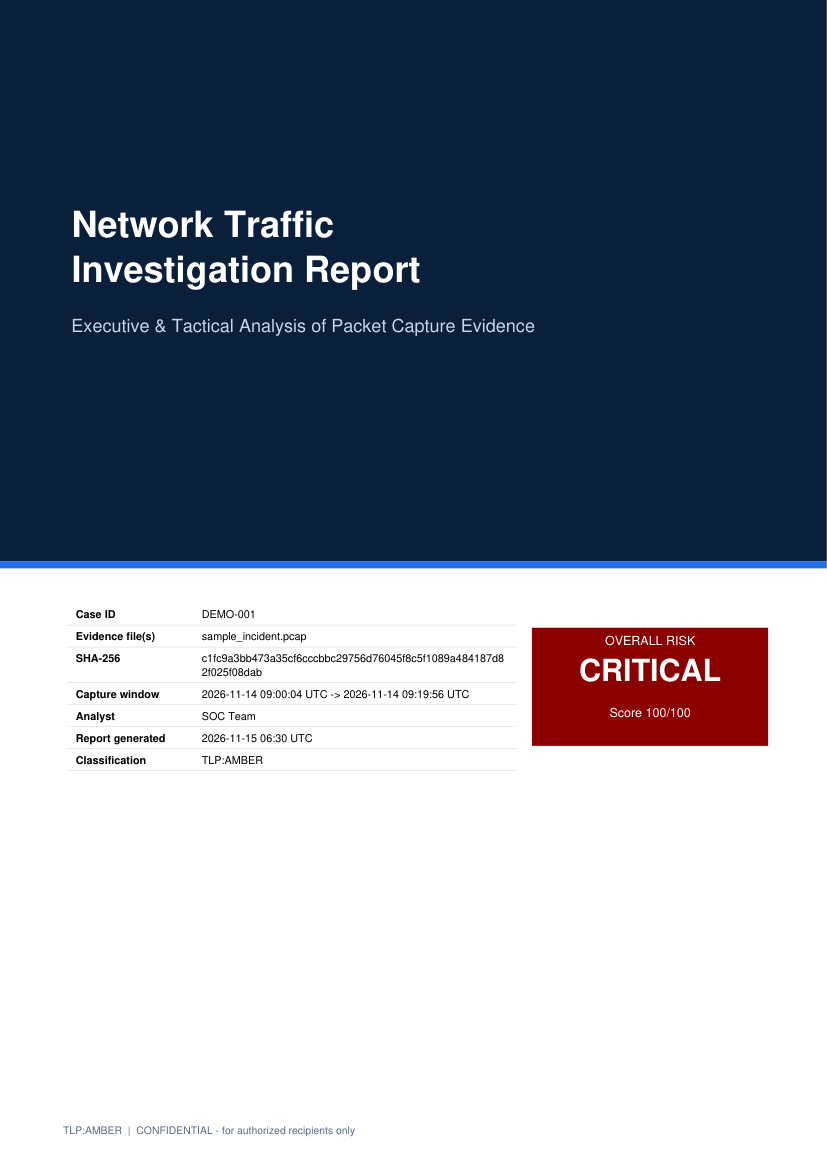 Network Traffic
Investigation Report
Executive & Tactical Analysis of Packet Capture Evidence
Case ID DEMO-001
Evidence file(s) sample_incident.pcap
SHA-256 c1fc9a3bb473a35cf6cccbbc29756d76045f8c5f1089a484187d8
2f025f08dab
Capture window 2026-11-14 09:00:04 UTC -> 2026-11-14 09:19:56 UTC
Analyst SOC Team
Report generated 2026-11-15 06:30 UTC
Classification TLP:AMBER
OVERALL RISK
CRITICAL
Score 100/100
TLP:AMBER | CONFIDENTIAL - for authorized recipients only